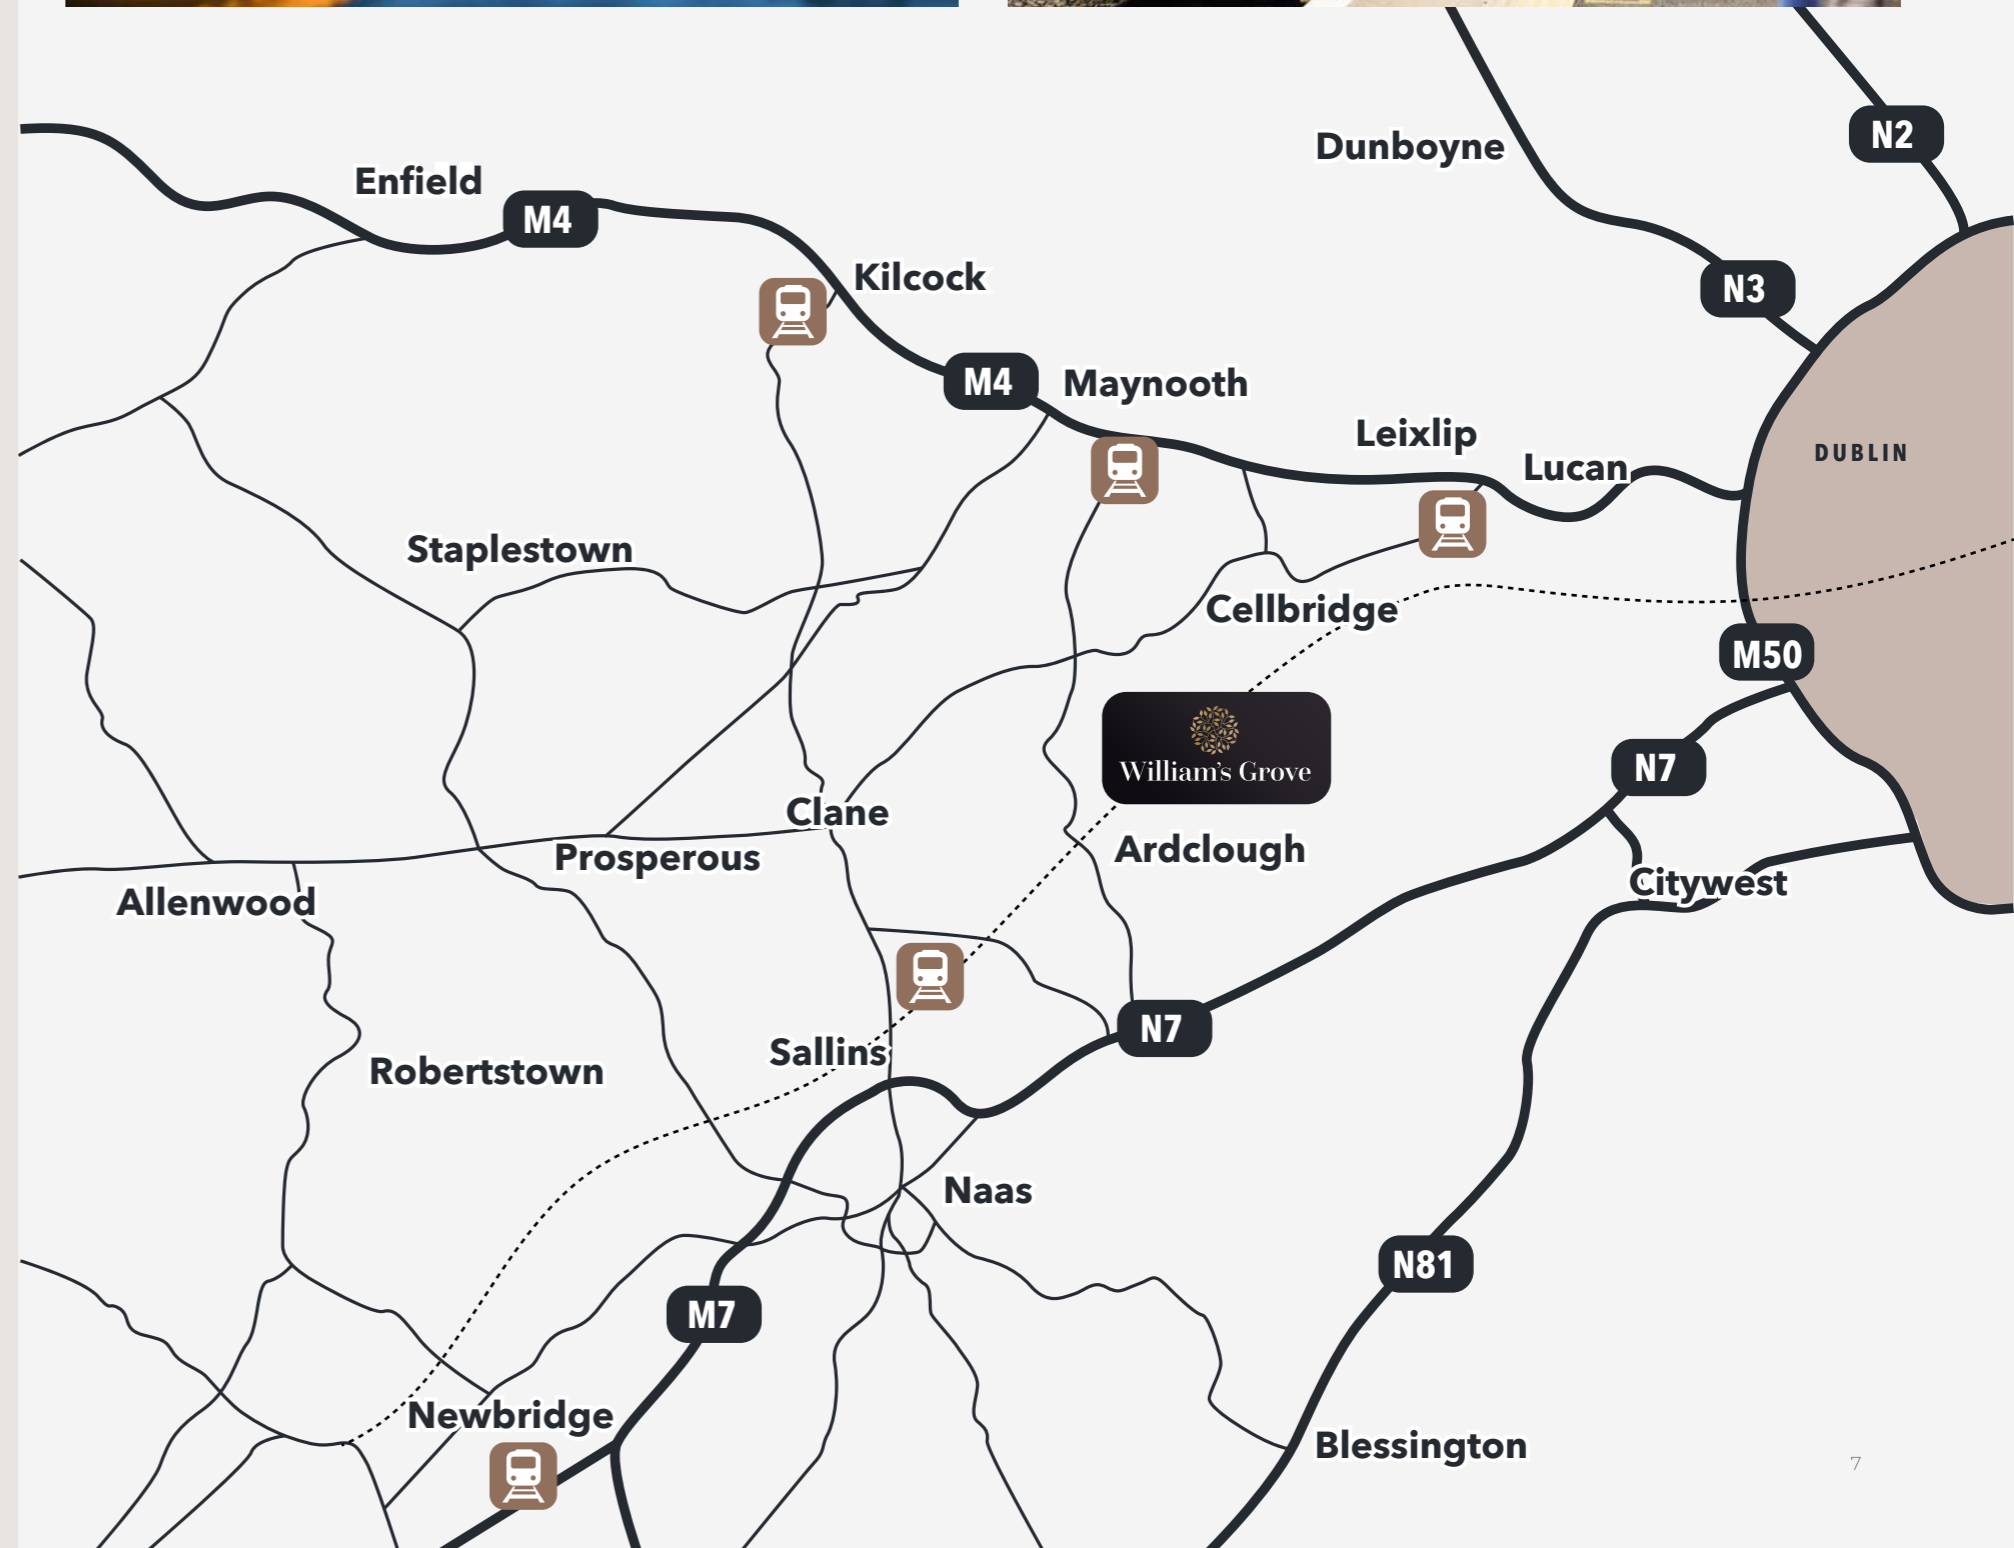 N2
Dunboyne
Enfield
M4
Kilcock
N3
M4
Maynooth
Leixlip
Lucan
DUBLIN
Staplestown
Cellbridge
M50
William's Grove
N7
Clane
Prosperous
Ardclough
Citywest
Allenwood
N7
Sallins
Robertstown
Naas
N81
M7
Newbridge
Blessington
7